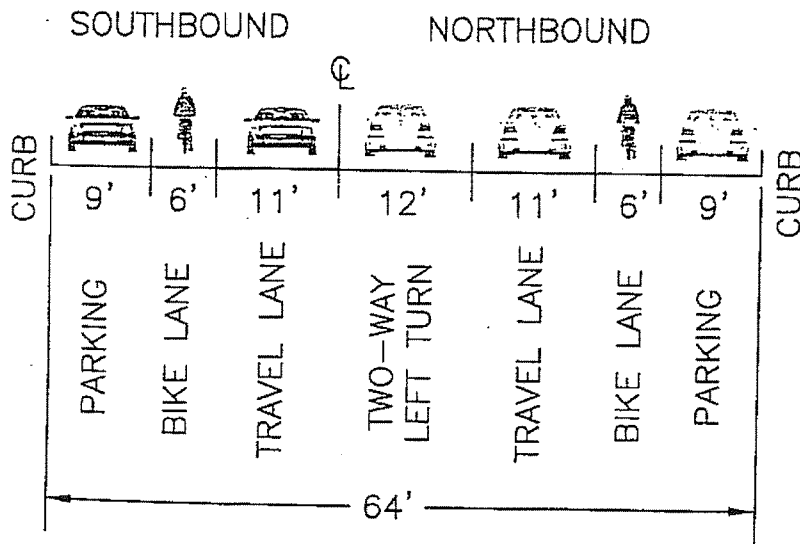 SOUTHBOUND
NORTHBOUND
℄
CURB
9'
6'
11'
12'
11'
6'
9'
CURB
PARKING
BIKE LANE
TRAVEL LANE
TWO-WAY
LEFT TURN
TRAVEL LANE
BIKE LANE
PARKING
64'